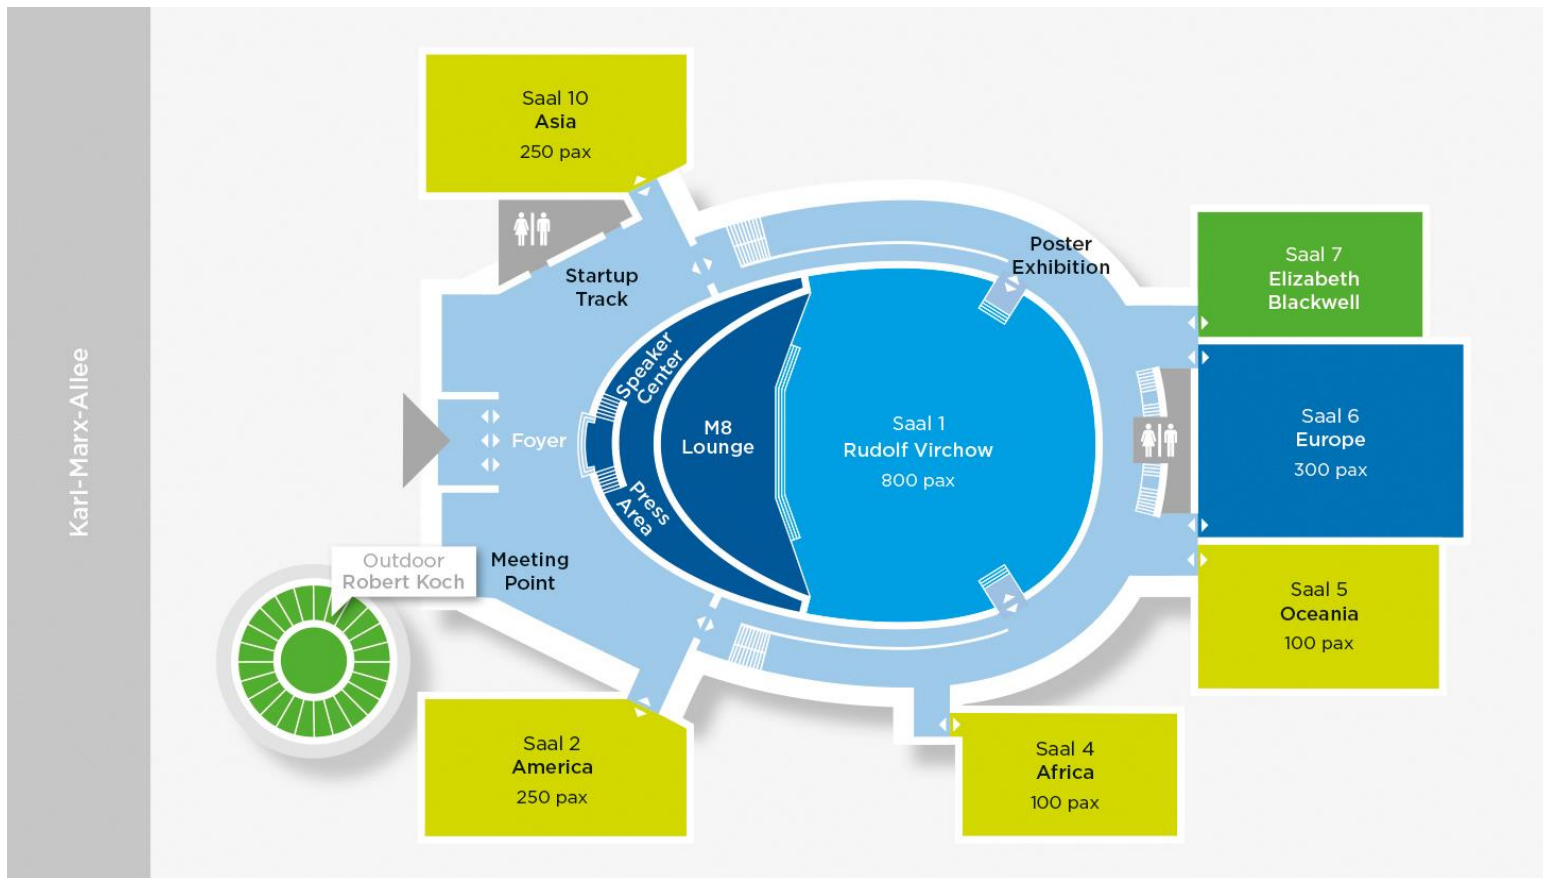 Karl-Marx-Allee
Saal 10
Asia
250 pax
Startup
Track
Poster
Exhibition
Saal 7
Elizabeth
Blackwell
Speaker
Center
Foyer
M8
Lounge
Saal 1
Rudolf Virchow
800 pax
Saal 6
Europe
300 pax
Press
Area
Outdoor
Robert Koch
Meeting
Point
Saal 5
Oceania
100 pax
Saal 2
America
250 pax
Saal 4
Africa
100 pax